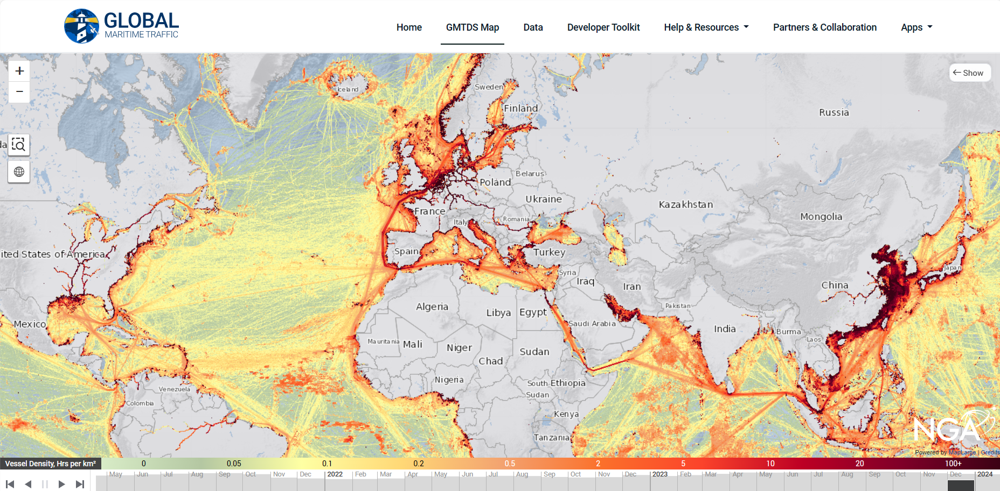 GLOBAL
MARITIME TRAFFIC
Home
GMTDS Map
Data
Developer Toolkit
Help & Resources
Partners & Collaboration
Apps
+
−
Show
Iceland
Sweden
Finland
Russia
da
Belarus
Poland
Ukraine
Kazakhstan
Mongolia
France
Italy
Romania
ited States of America
Spain
Turkey
Japan
Syria
Iraq
Iran
China
Algeria
Libya
Egypt
Pakistan
Mexico
Saudi Arabia
India
Burma
Mauritania
Mali
Niger
Laos
Sudan
Chad
Nigeria
South
Sudan
Ethiopia
Venezuela
Colombia
Kenya
Tanzania
NGA
Powered by MapLarge | Credits
Vessel Density, Hrs per km² 0 0.05 0.1 0.2 0.5 2 5 10 20 100+
May Jun Jul Aug Sep Oct Nov Dec 2022 Feb Mar Apr May Jun Jul Aug Sep Oct Nov Dec 2023 Feb Mar Apr May Jun Jul Aug Sep Oct Nov Dec 2024